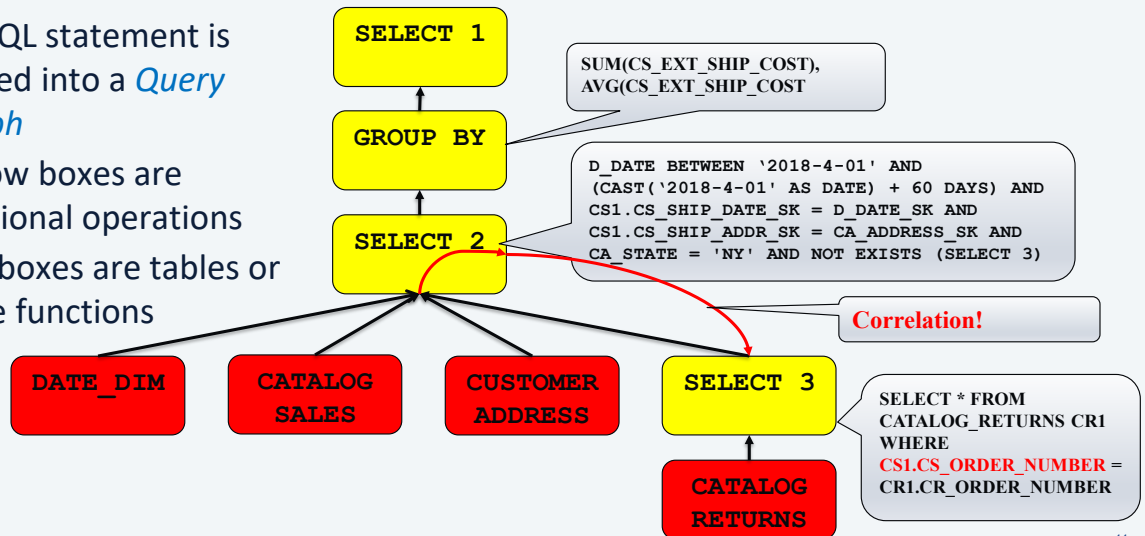 QL statement is
ed into a Query
ph
ow boxes are
ional operations
boxes are tables or
e functions
SELECT 1
SUM(CS_EXT_SHIP_COST),
AVG(CS_EXT_SHIP_COST
GROUP BY
D_DATE BETWEEN ‘2018-4-01' AND
(CAST(‘2018-4-01' AS DATE) + 60 DAYS) AND
CS1.CS_SHIP_DATE_SK = D_DATE_SK AND
CS1.CS_SHIP_ADDR_SK = CA_ADDRESS_SK AND
CA_STATE = 'NY' AND NOT EXISTS (SELECT 3)
SELECT 2
Correlation!
DATE_DIM
CATALOG
SALES
CUSTOMER
ADDRESS
SELECT 3
SELECT * FROM
CATALOG_RETURNS CR1
WHERE
CS1.CS_ORDER_NUMBER =
CR1.CR_ORDER_NUMBER
CATALOG
RETURNS